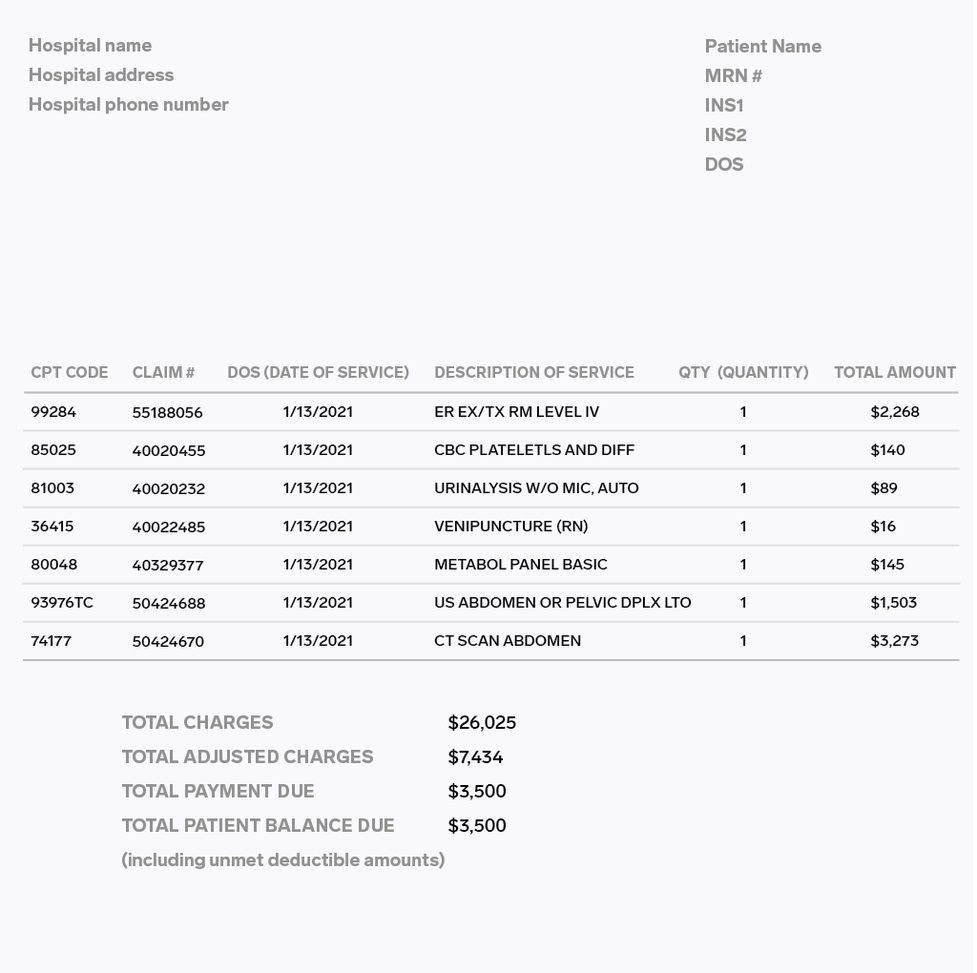 Hospital name
Hospital address
Hospital phone number
Patient Name
MRN #
INS1
INS2
DOS
CPT CODE CLAIM # DOS (DATE OF SERVICE) DESCRIPTION OF SERVICE QTY (QUANTITY) TOTAL AMOUNT
99284 55188056 1/13/2021 ER EX/TX RM LEVEL IV 1 $2,268
85025 40020455 1/13/2021 CBC PLATELETLS AND DIFF 1 $140
81003 40020232 1/13/2021 URINALYSIS W/O MIC, AUTO 1 $89
36415 40022485 1/13/2021 VENIPUNCTURE (RN) 1 $16
80048 40329377 1/13/2021 METABOL PANEL BASIC 1 $145
93976TC 50424688 1/13/2021 US ABDOMEN OR PELVIC DPLX LTO 1 $1,503
74177 50424670 1/13/2021 CT SCAN ABDOMEN 1 $3,273
TOTAL CHARGES $26,025
TOTAL ADJUSTED CHARGES $7,434
TOTAL PAYMENT DUE $3,500
TOTAL PATIENT BALANCE DUE $3,500
(including unmet deductible amounts)